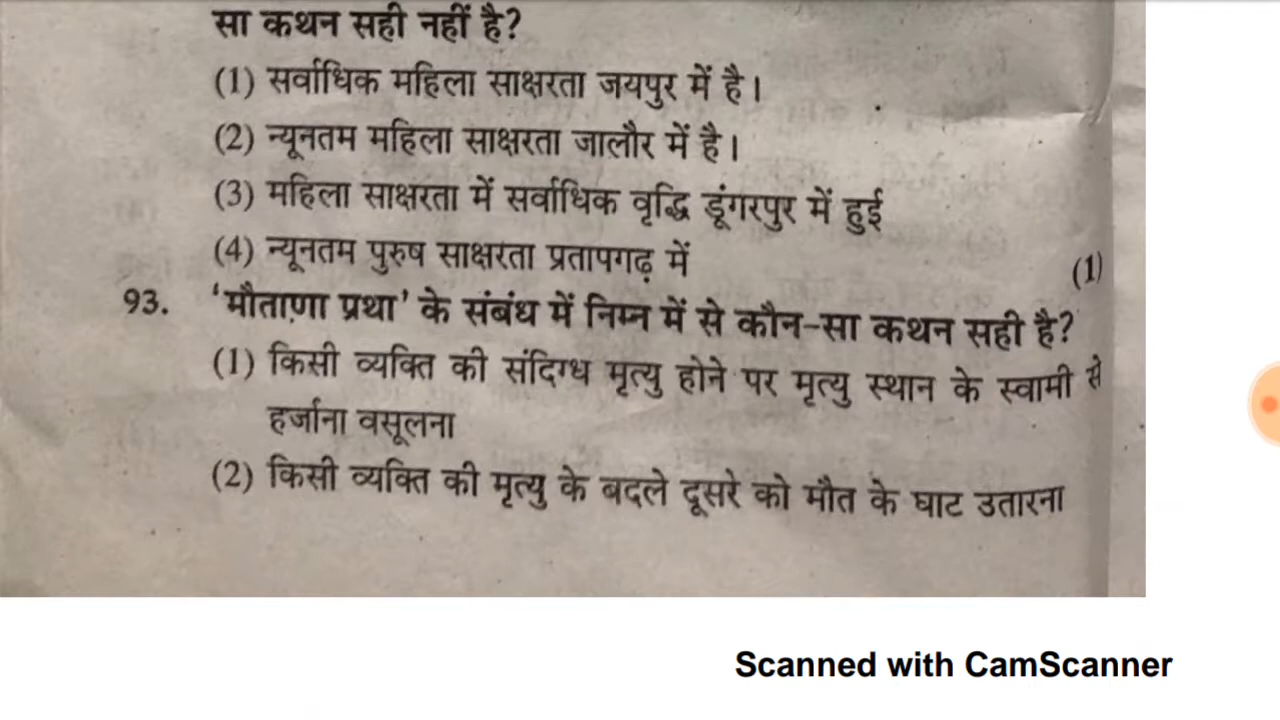 सा कथन सही नहीं है?
(1) सर्वाधिक महिला साक्षरता जयपुर में है।
(2) न्यूनतम महिला साक्षरता जालौर में है।
(3) महिला साक्षरता में सर्वाधिक वृद्धि डूंगरपुर में हुई
(4) न्यूनतम पुरुष साक्षरता प्रतापगढ़ में (1)
93. 'मौताणा प्रथा' के संबंध में निम्न में से कौन-सा कथन सही है?
(1) किसी व्यक्ति की संदिग्ध मृत्यु होने पर मृत्यु स्थान के स्वामी से
हर्जाना वसूलना
(2) किसी व्यक्ति की मृत्यु के बदले दूसरे को मौत के घाट उतारना
Scanned with CamScanner